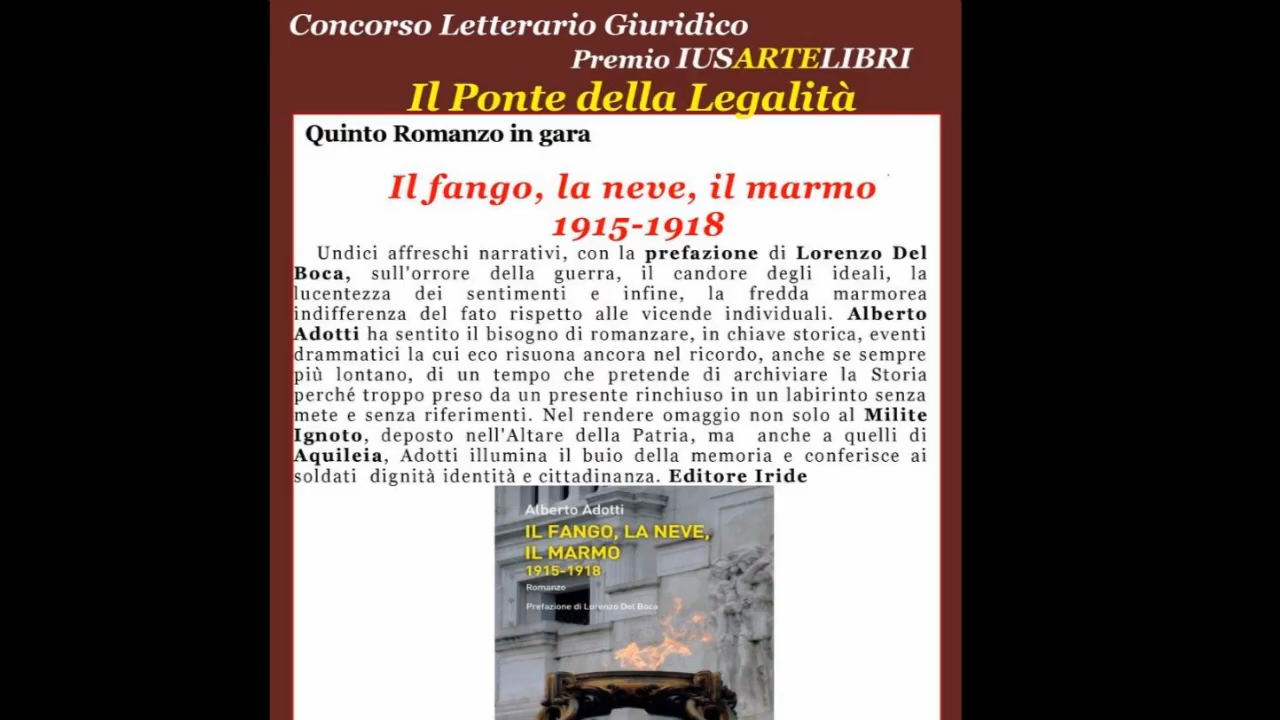 Concorso Letterario Giuridico
Premio IUSARTELIBRI
Il Ponte della Legalità
Quinto Romanzo in gara
Il fango, la neve, il marmo
1915-1918
Undici affreschi narrativi, con la prefazione di Lorenzo Del
Boca, sull'orrore della guerra, il candore degli ideali, la
lucentezza dei sentimenti e infine, la fredda marmorea
indifferenza del fato rispetto alle vicende individuali. Alberto
Adotti ha sentito il bisogno di romanzare, in chiave storica, eventi
drammatici la cui eco risuona ancora nel ricordo, anche se sempre
più lontano, di un tempo che pretende di archiviare la Storia
perché troppo preso da un presente rinchiuso in un labirinto senza
mete e senza riferimenti. Nel rendere omaggio non solo al Milite
Ignoto, deposto nell'Altare della Patria, ma anche a quelli di
Aquileia, Adotti illumina il buio della memoria e conferisce ai
soldati dignità identità e cittadinanza. Editore Iride
Alberto Adotti
IL FANGO, LA NEVE,
IL MARMO
1915-1918
Romanzo
Prefazione di Lorenzo Del Boca